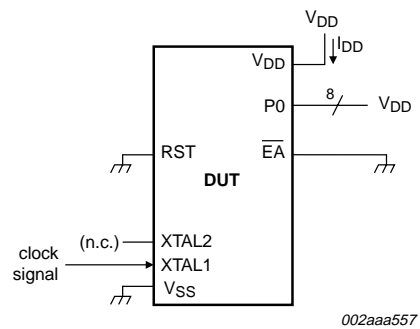 VDD
IDD
VDD
8
P0
VDD
RST
EA
DUT
(n.c.)
XTAL2
clock
signal
XTAL1
VSS
002aaa557